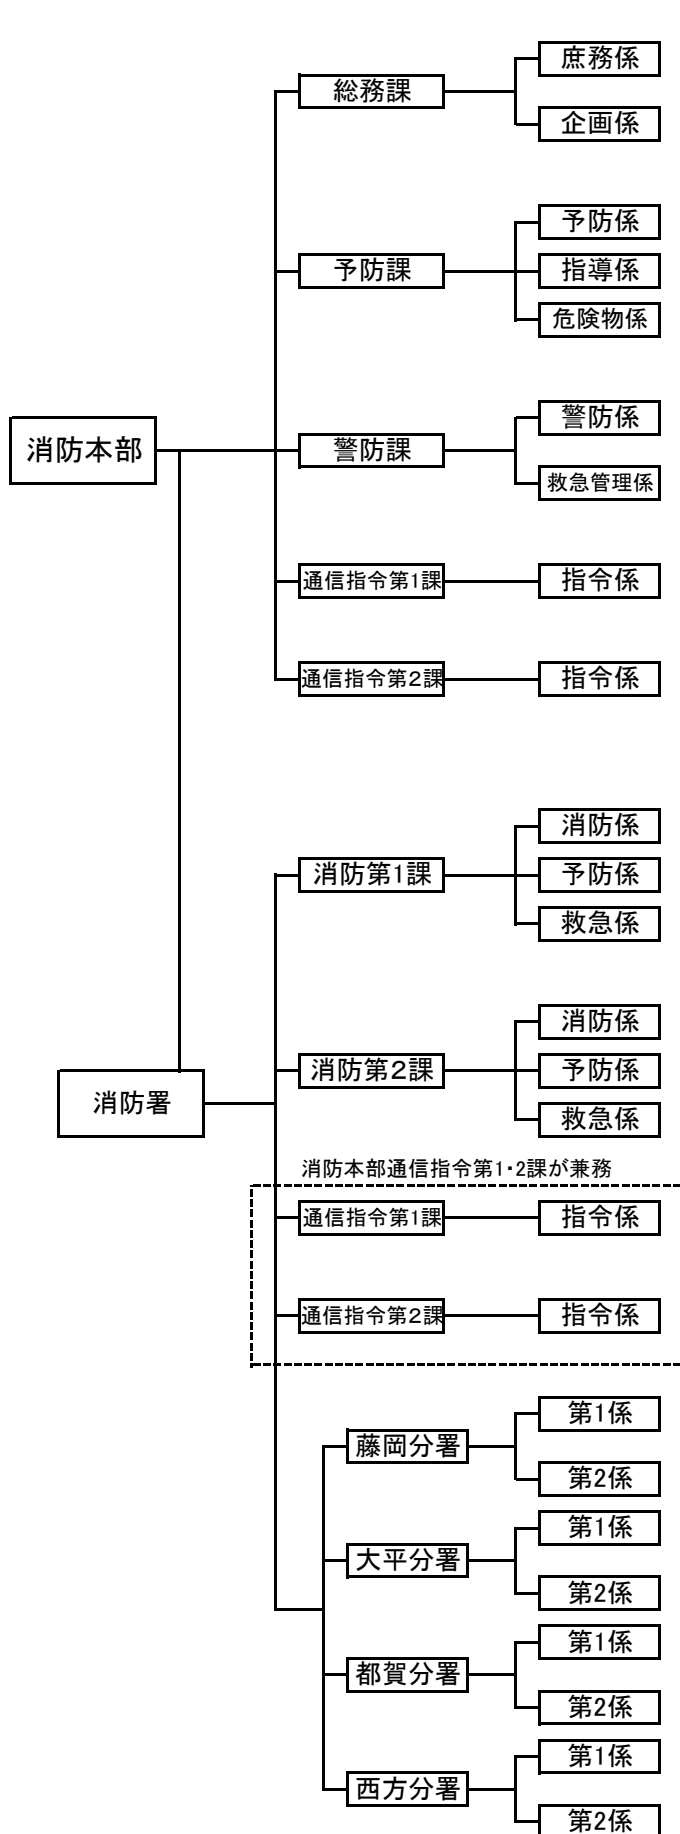 庶務係
総務課
企画係
予防係
予防課
指導係
危険物係
警防係
消防本部
警防課
救急管理係
通信指令第1課
指令係
通信指令第2課
指令係
消防係
消防第1課
予防係
救急係
消防係
消防第2課
予防係
消防署
救急係
消防本部通信指令第1・2課が兼務
通信指令第1課
指令係
通信指令第2課
指令係
第1係
藤岡分署
第2係
第1係
大平分署
第2係
第1係
都賀分署
第2係
第1係
西方分署
第2係